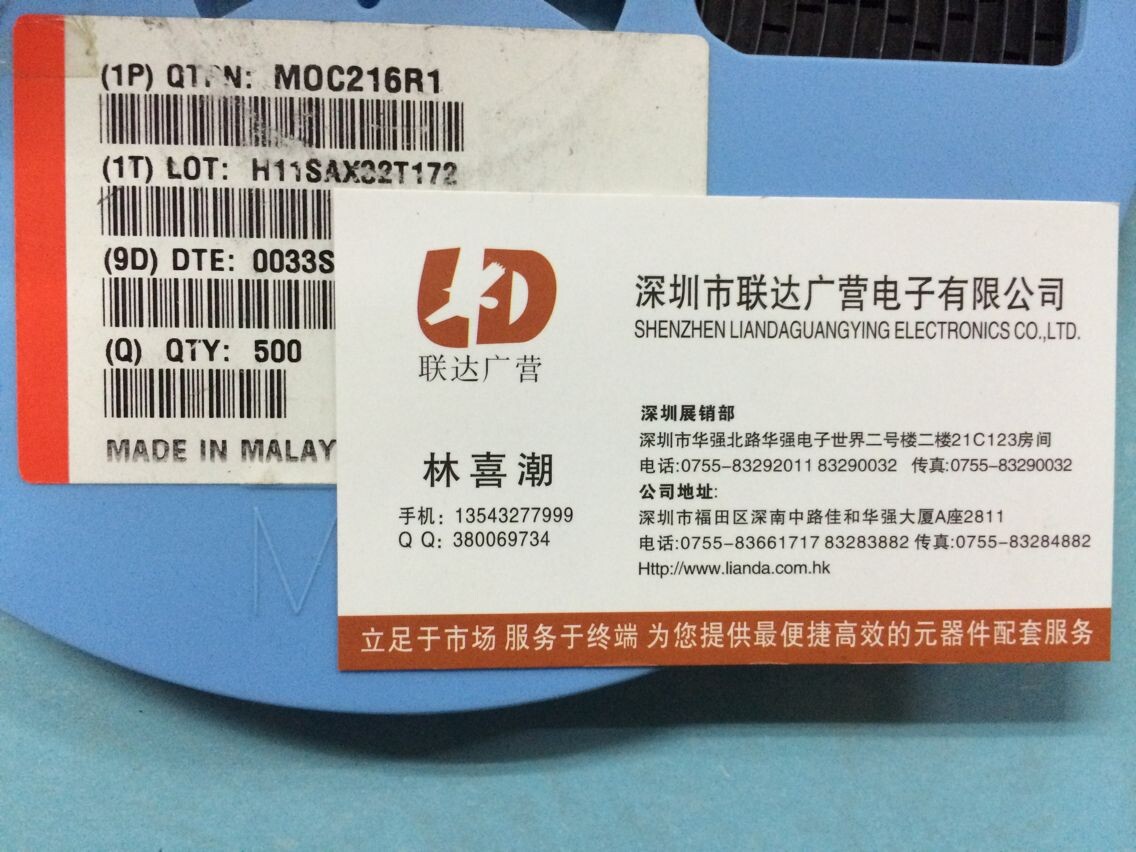 (1P) QTPN: MOC216R1
(1T) LOT: H11SAX32T172
(9D) DTE: 0033S
(Q) QTY: 500
MADE IN MALAY
LD
联达广营
深圳市联达广营电子有限公司
SHENZHEN LIANDAGUANGYING ELECTRONICS CO.,LTD.
林喜潮
手机：13543277999
Q Q：380069734
深圳展销部
深圳市华强北路华强电子世界二号楼二楼21C123房间
电话:0755-83292011 83290032 传真:0755-83290032
公司地址:
深圳市福田区深南中路佳和华强大厦A座2811
电话:0755-83661717 83283882 传真:0755-83284882
Http://www.lianda.com.hk
立足于市场 服务于终端 为您提供最便捷高效的元器件配套服务